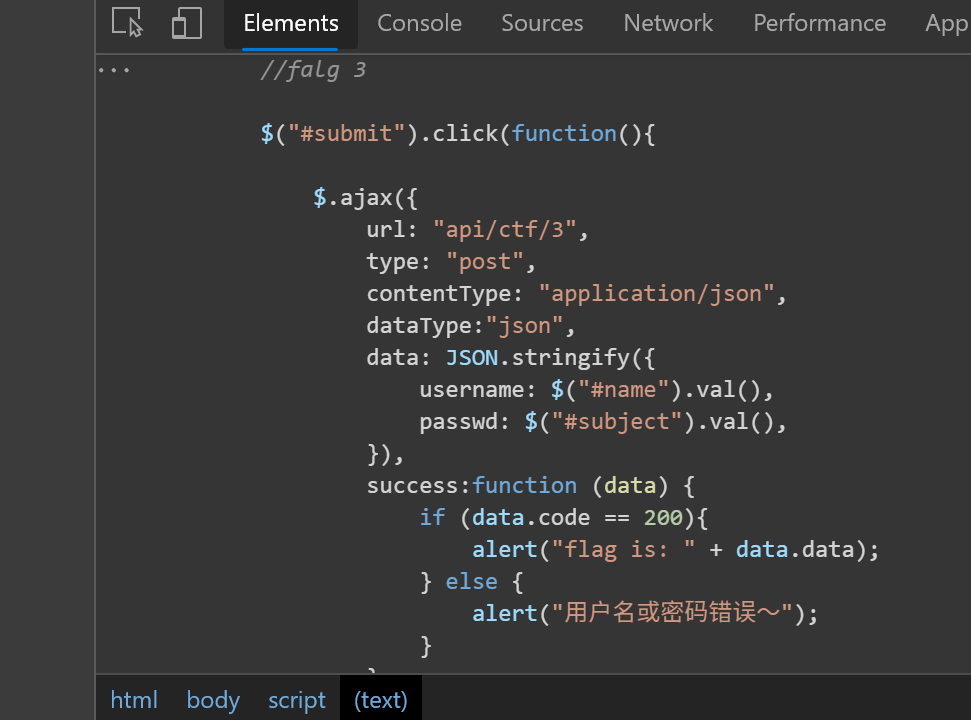 Elements Console Sources Network Performance App
...
//falg 3
$("#submit").click(function(){
$.ajax({
url: "api/ctf/3",
type: "post",
contentType: "application/json",
dataType:"json",
data: JSON.stringify({
username: $("#name").val(),
passwd: $("#subject").val(),
}),
success:function (data) {
if (data.code == 200){
alert("flag is: " + data.data);
} else {
alert("用户名或密码错误～");
}
html body script (text)